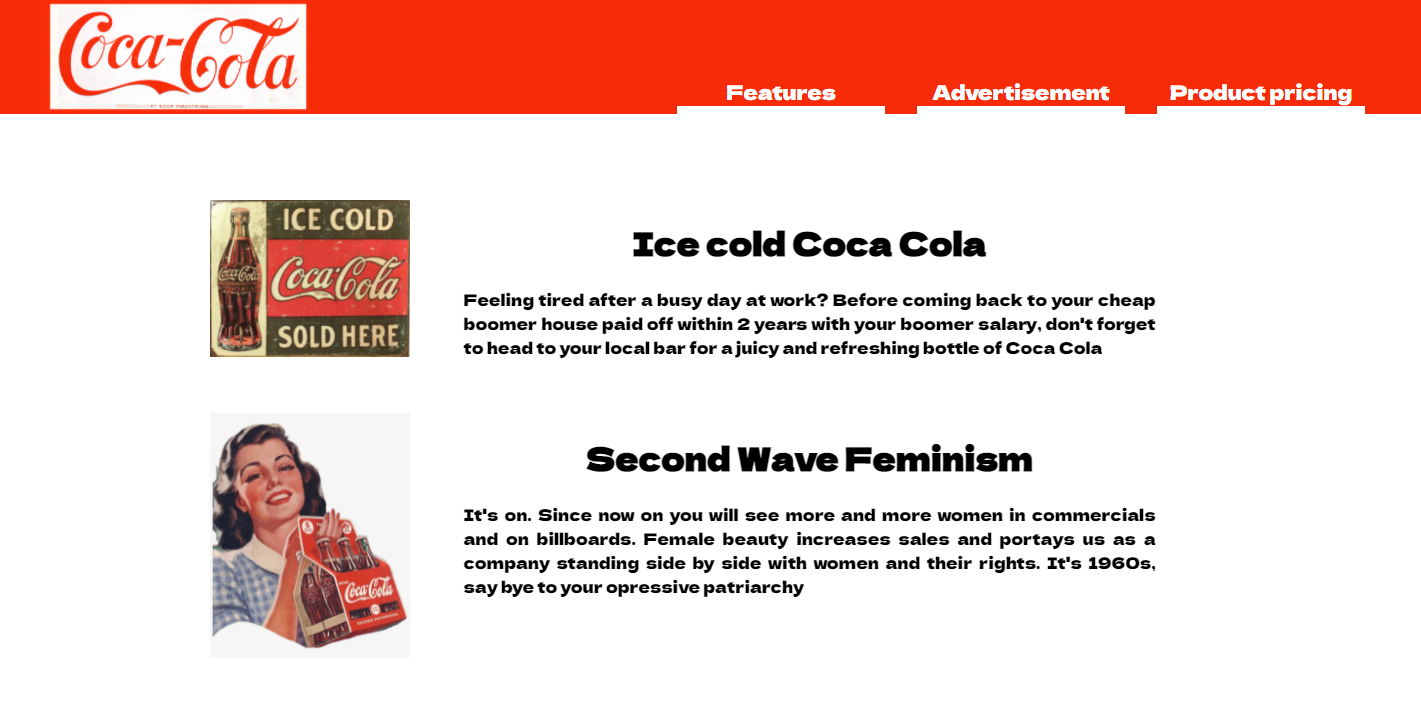 Coca-Cola
Features
Advertisement
Product pricing
ICE COLD
Coca-Cola
Coca-Cola
SOLD HERE
Ice cold Coca Cola
Feeling tired after a busy day at work? Before coming back to your cheap
boomer house paid off within 2 years with your boomer salary, don't forget
to head to your local bar for a juicy and refreshing bottle of Coca Cola
Coca-Cola
Second Wave Feminism
It's on. Since now on you will see more and more women in commercials
and on billboards. Female beauty increases sales and portays us as a
company standing side by side with women and their rights. It's 1960s,
say bye to your opressive patriarchy